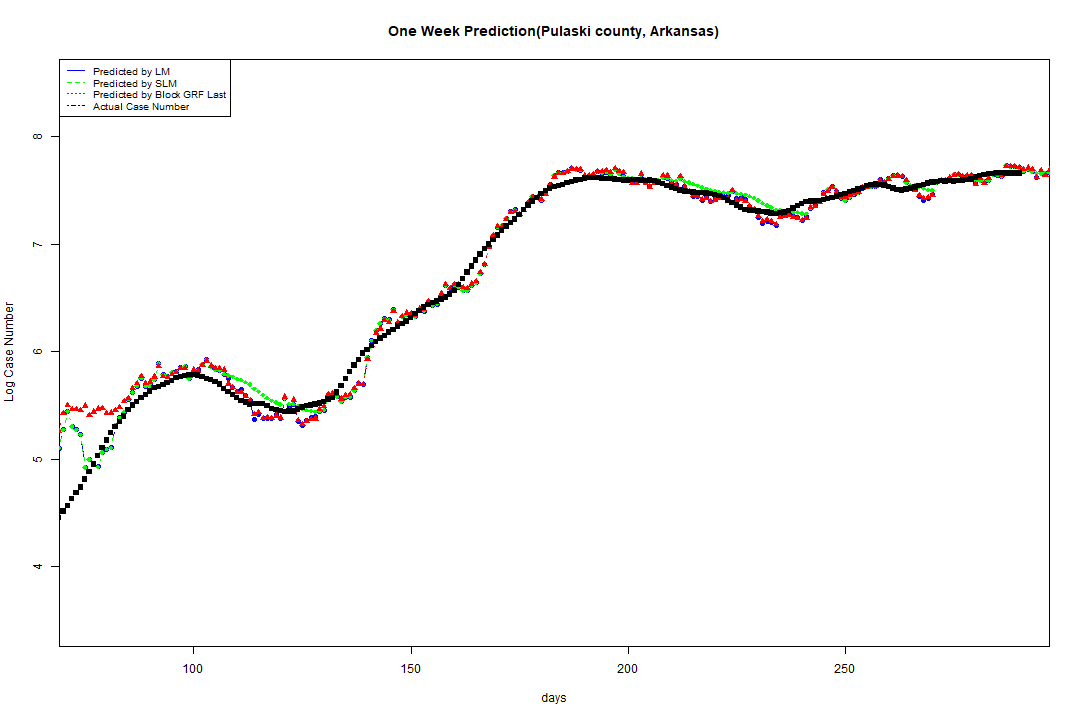 One Week Prediction(Pulaski county, Arkansas)
Predicted by LM
Predicted by SLM
Predicted by Block GRF Last
Actual Case Number
8
7
6
5
4
Log Case Number
100 150 200 250
days